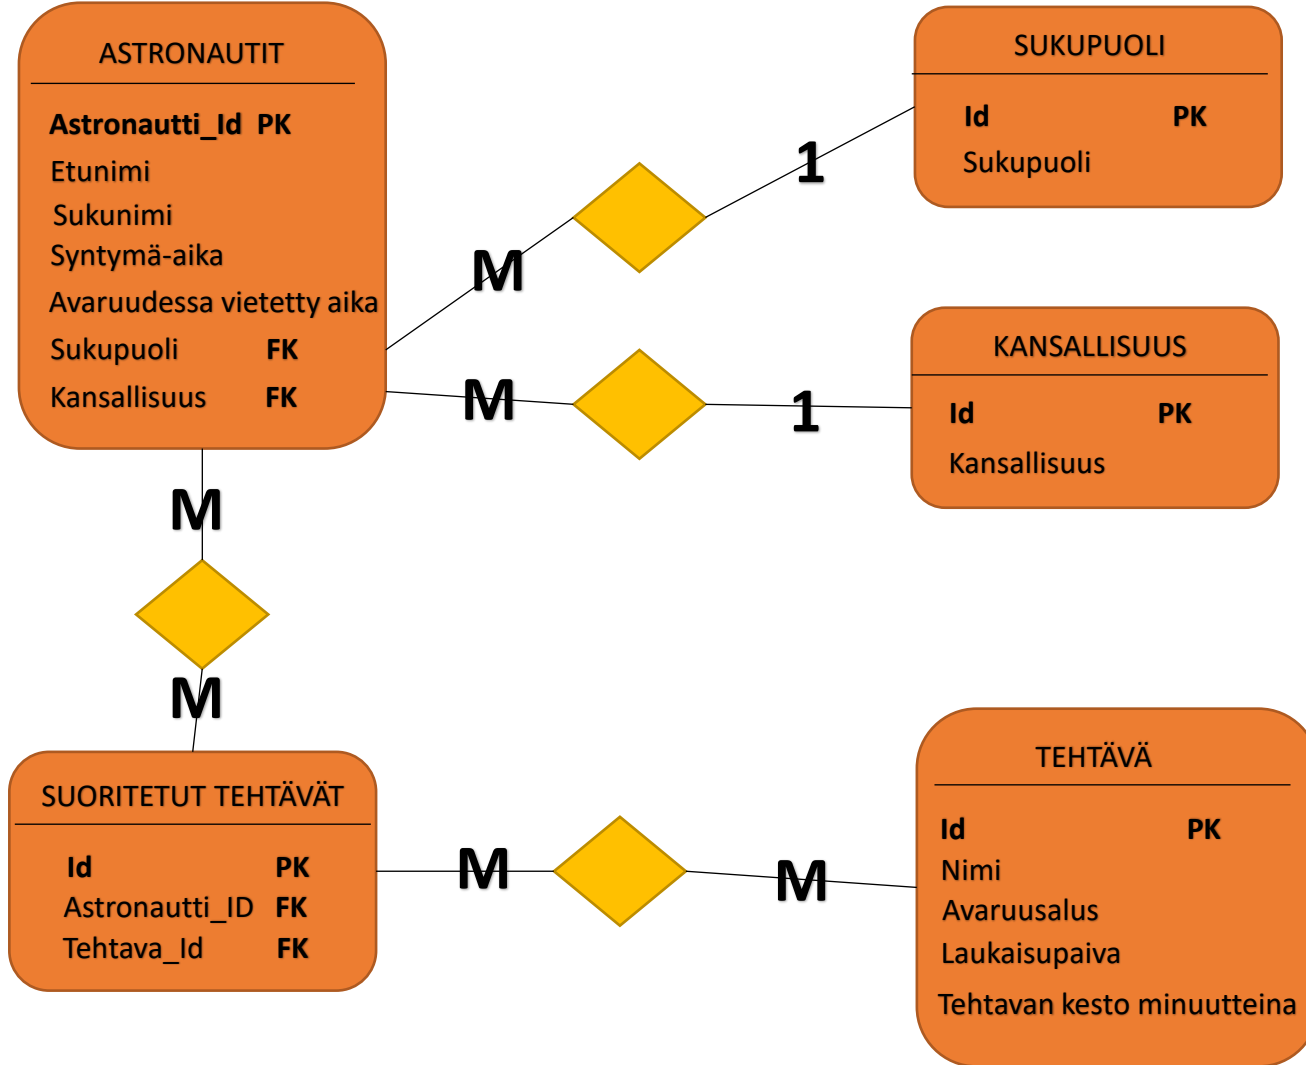 ASTRONAUTIT
Astronautti_Id PK
Etunimi
Sukunimi
Syntymä-aika
Avaruudessa vietetty aika
Sukupuoli FK
Kansallisuus FK
SUKUPUOLI
Id PK
Sukupuoli
1
M
KANSALLISUUS
Id PK
Kansallisuus
M
1
M
M
SUORITETUT TEHTÄVÄT
Id PK
Astronautti_ID FK
Tehtava_Id FK
M
M
TEHTÄVÄ
Id PK
Nimi
Avaruusalus
Laukaisupaiva
Tehtavan kesto minuutteina